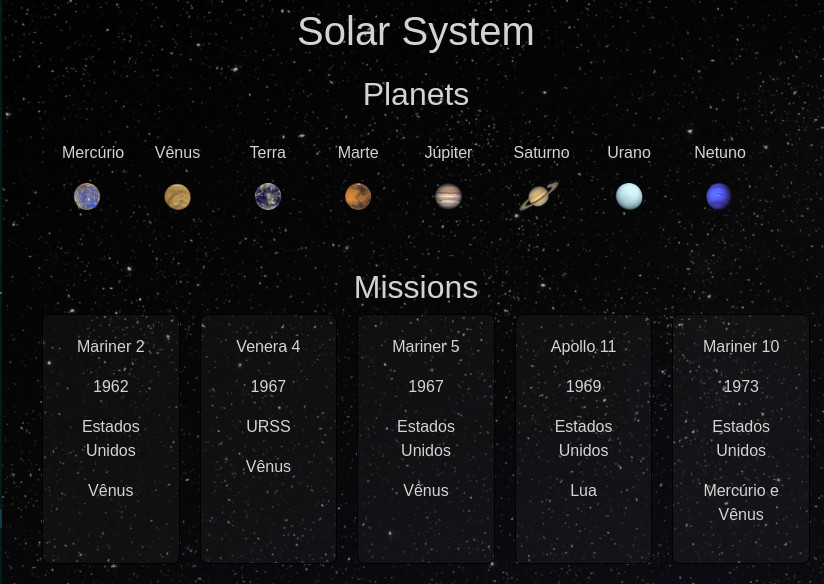 Solar System
Planets
Mercúrio Vênus Terra Marte Júpiter Saturno Urano Netuno
Missions
Mariner 2
1962
Estados
Unidos
Vênus
Venera 4
1967
URSS
Vênus
Mariner 5
1967
Estados
Unidos
Vênus
Apollo 11
1969
Estados
Unidos
Lua
Mariner 10
1973
Estados
Unidos
Mercúrio e
Vênus